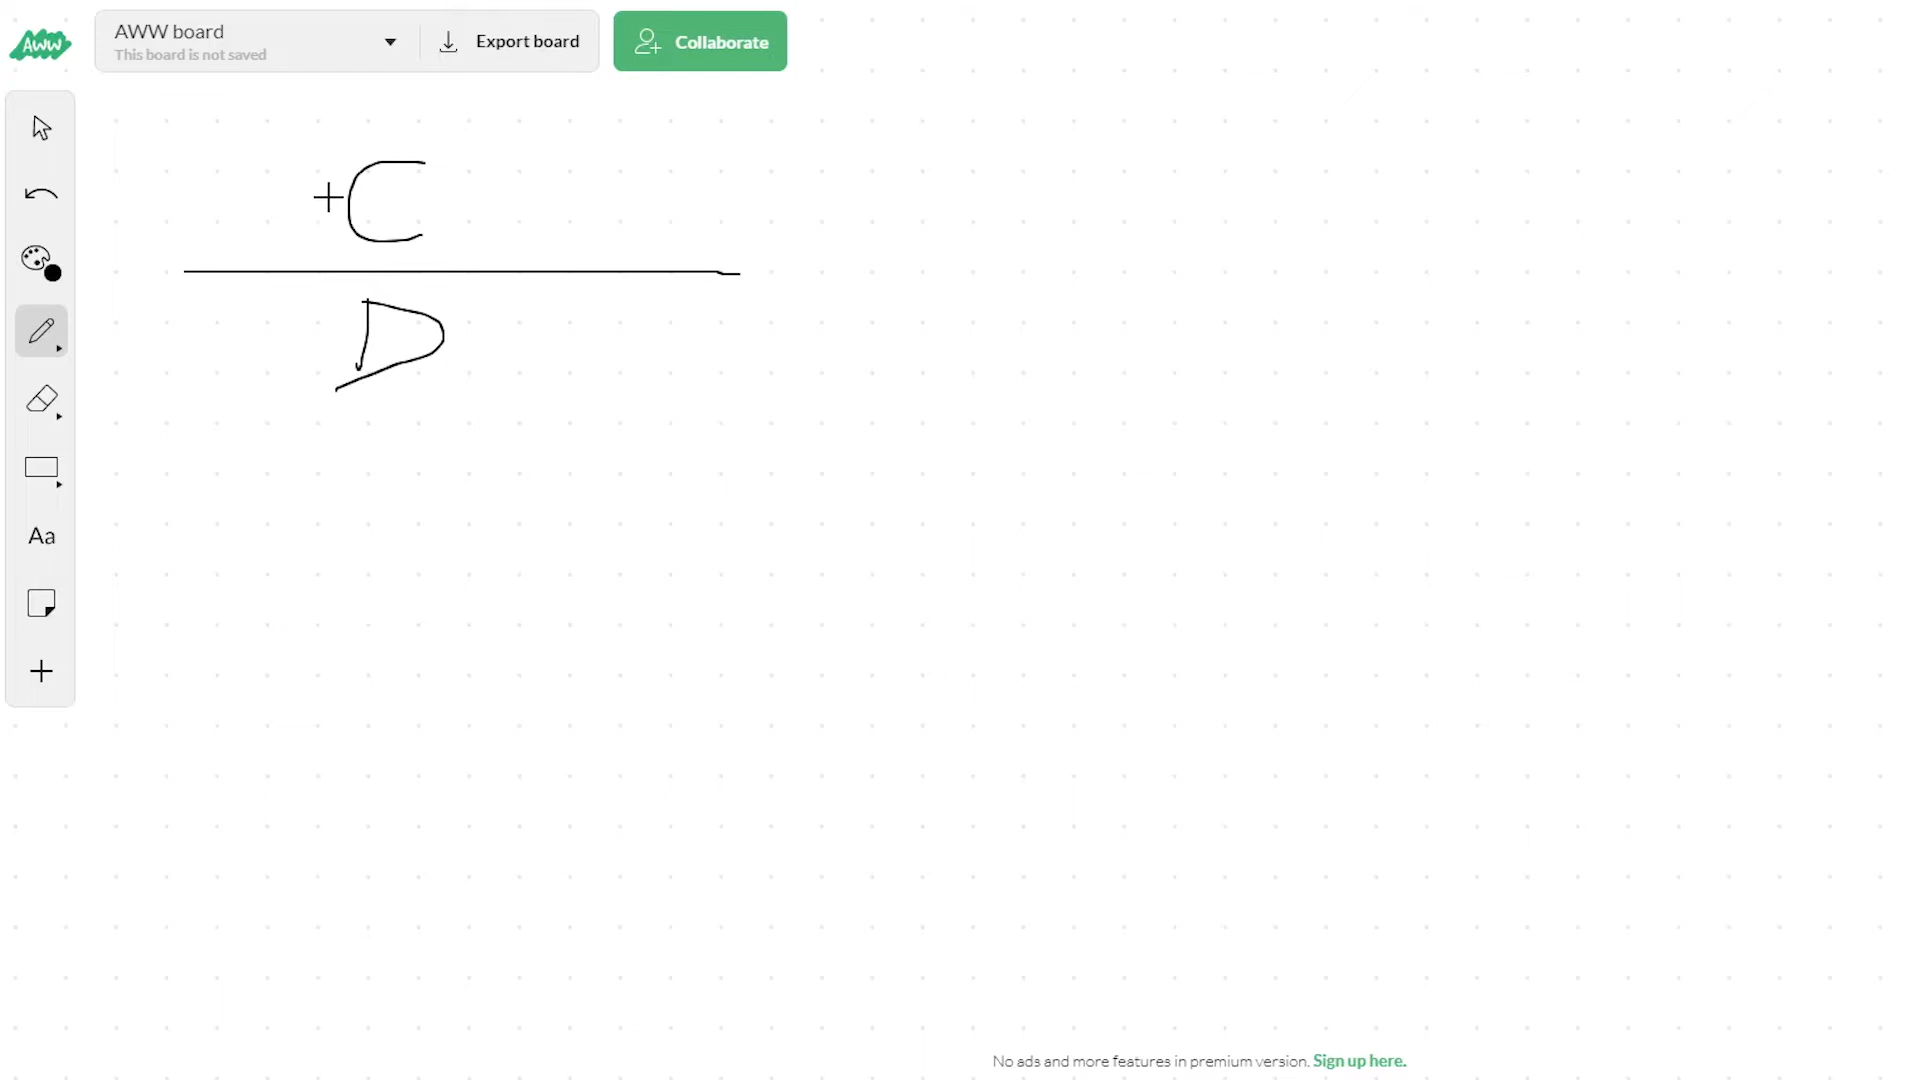 AWW
AWW board
This board is not saved
Export board
Collaborate
C
D
Aa
No ads and more features in premium version. Sign up here.